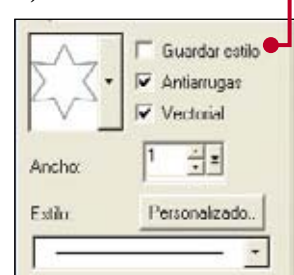 Guardar estilo
Antiarrugas
Vectorial
Ancho: 1
Estilo: Personalizado..